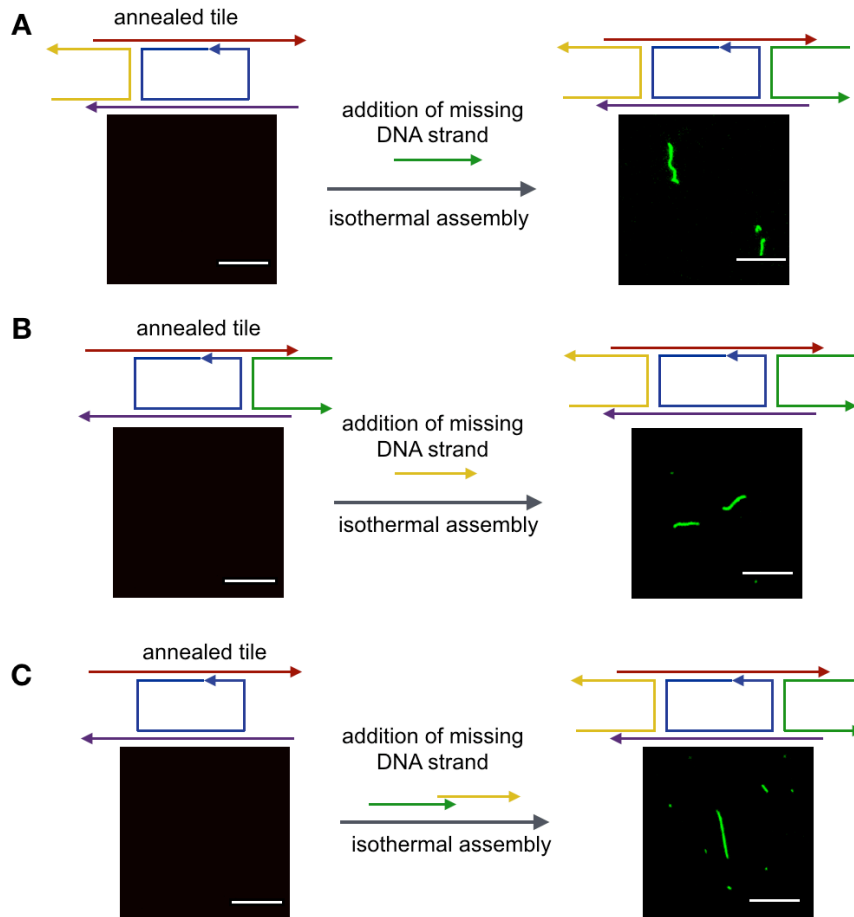 A
annealed tile
addition of missing
DNA strand
isothermal assembly
B
annealed tile
addition of missing
DNA strand
isothermal assembly
C
annealed tile
addition of missing
DNA strand
isothermal assembly